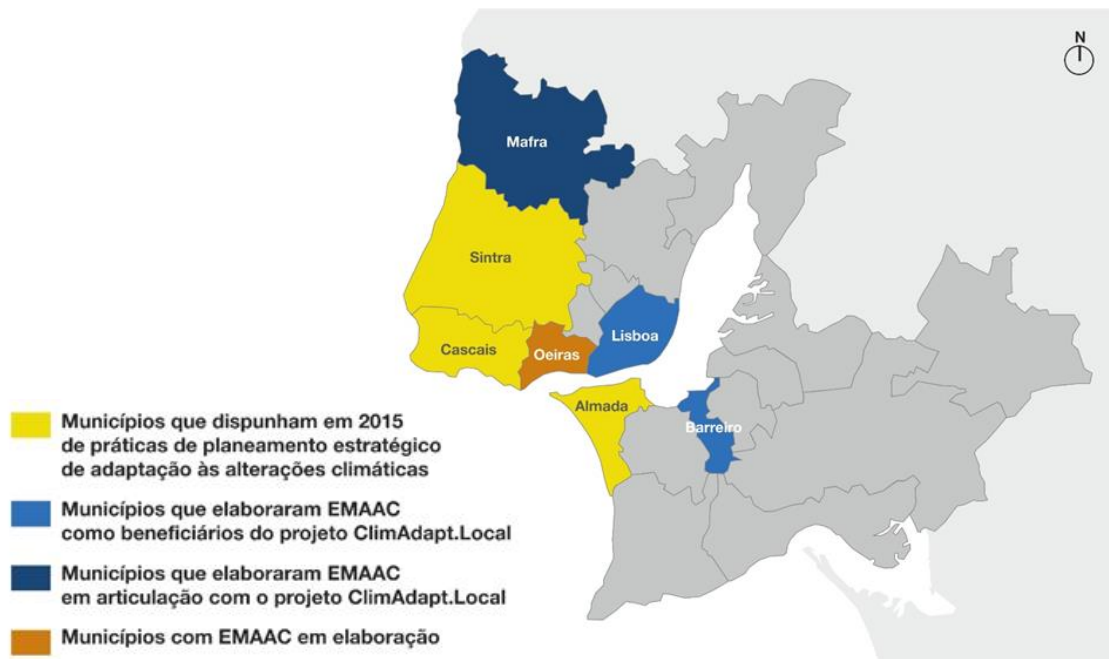 N
Mafra
Sintra
Lisboa
Cascais
Oeiras
Almada
Barreiro
Municípios que dispunham em 2015
de práticas de planeamento estratégico
de adaptação às alterações climáticas
Municípios que elaboraram EMAAC
como beneficiários do projeto ClimAdapt.Local
Municípios que elaboraram EMAAC
em articulação com o projeto ClimAdapt.Local
Municípios com EMAAC em elaboração